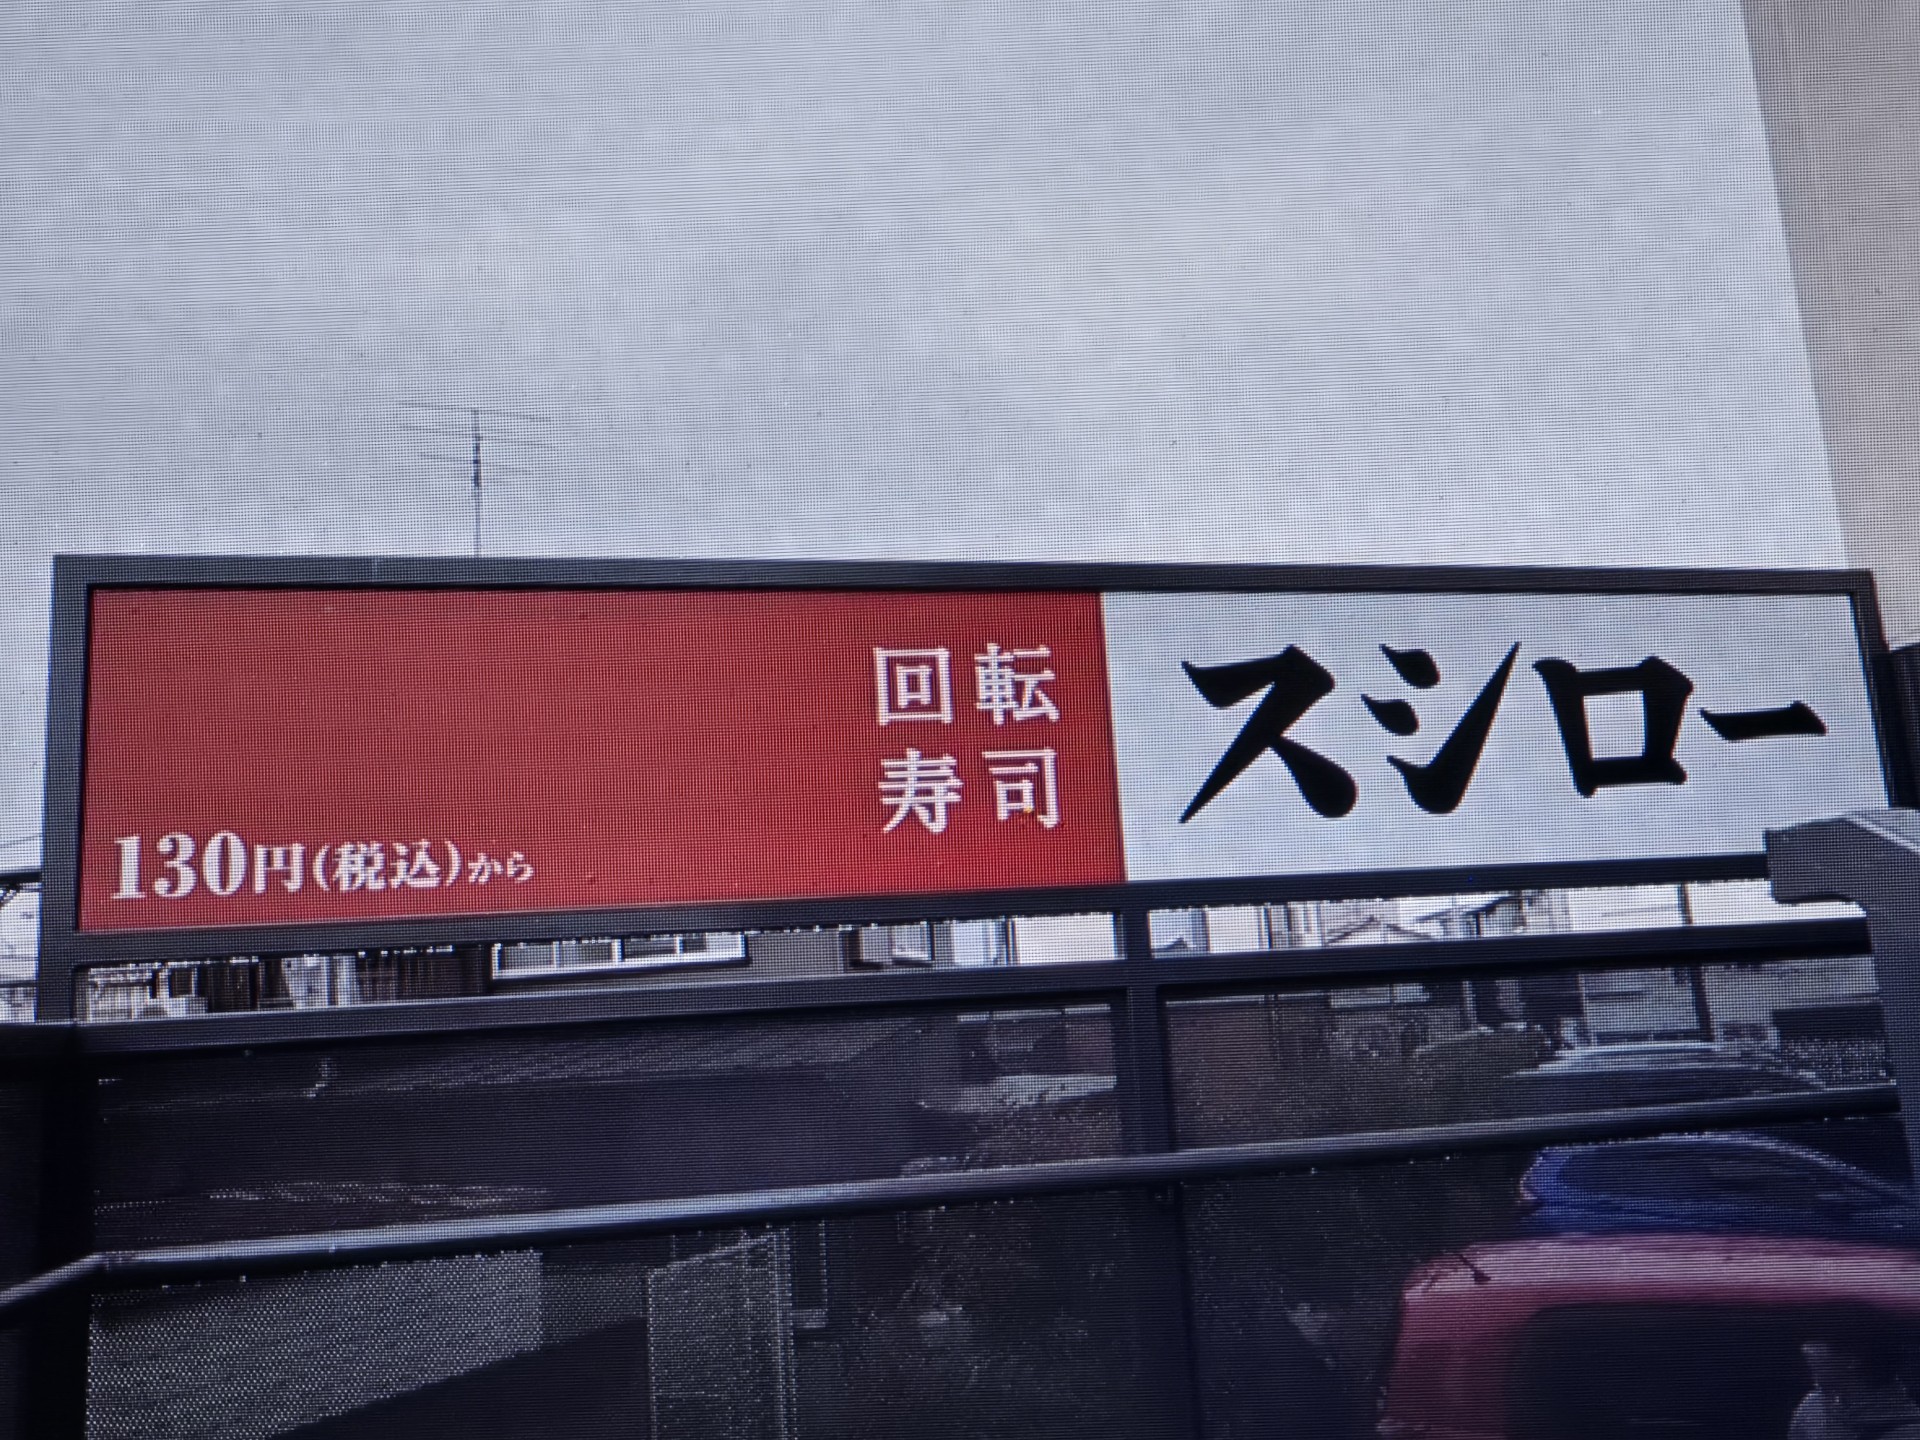 回転
寿司
スシロー
130円(税込)から